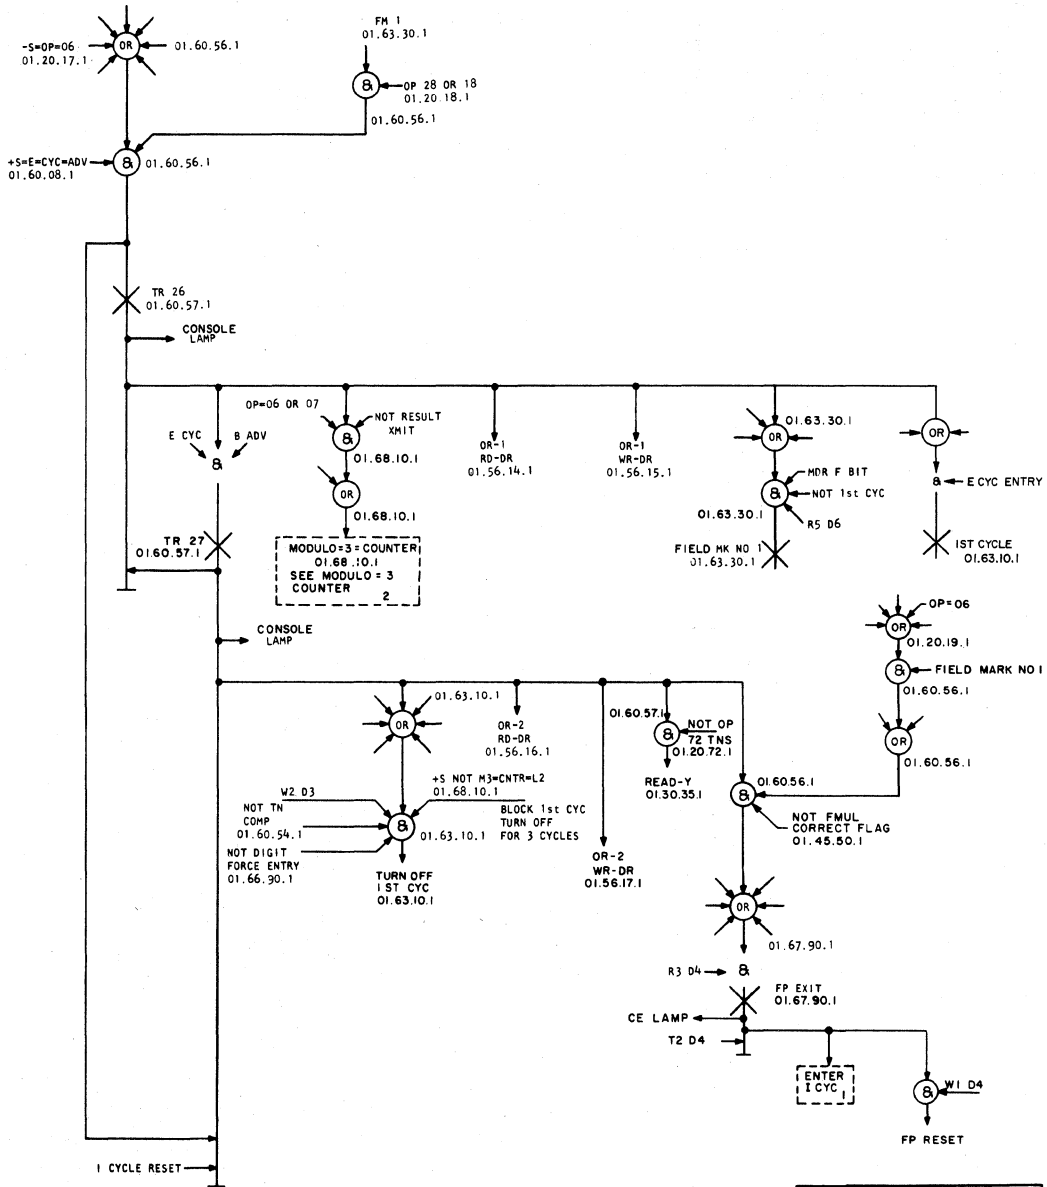 FM 1
01.63.30.1
-S=OP=06
01.20.17.1
OR
01.60.56.1
&
OP 28 OR 18
01.20.18.1
01.60.56.1
+S=E=CYC=ADV
01.60.08.1
&
01.60.56.1
TR 26
01.60.57.1
CONSOLE
LAMP
OP=06 OR 07
NOT RESULT
XMIT
&
01.68.10.1
OR
01.68.10.1
MODULO=3=COUNTER
01.68.10.1
SEE MODULO=3
COUNTER
2
E CYC
B ADV
&
TR 27
01.60.57.1
OR-1
RD-DR
01.56.14.1
OR-1
WR-DR
01.56.15.1
01.63.30.1
OR
MDR F BIT
&
NOT 1st CYC
01.63.30.1
R5 D6
FIELD MK NO 1
01.63.30.1
OR
&
E CYC ENTRY
1ST CYCLE
01.63.10.1
CONSOLE
LAMP
OP=06
OR
01.20.19.1
&
FIELD MARK NO 1
01.60.56.1
OR
01.60.56.1
01.63.10.1
OR
OR-2
RD-DR
01.56.16.1
01.60.57.1
&
NOT OP
72 TNS
01.20.72.1
READ-Y
01.30.35.1
W2 D3
NOT TN
COMP
01.60.54.1
NOT DIGIT
FORCE ENTRY
01.66.90.1
+S NOT M3=CNTR=L2
01.68.10.1
BLOCK 1st CYC
TURN OFF
FOR 3 CYCLES
&
01.63.10.1
TURN OFF
1 ST CYC
01.63.10.1
OR-2
WR-DR
01.56.17.1
01.60.56.1
&
NOT FMUL
CORRECT FLAG
01.45.50.1
OR
01.67.90.1
R3 D4
&
FP EXIT
01.67.90.1
CE LAMP
T2 D4
ENTER
I CYC
1
&
W1 D4
FP RESET
I CYCLE RESET